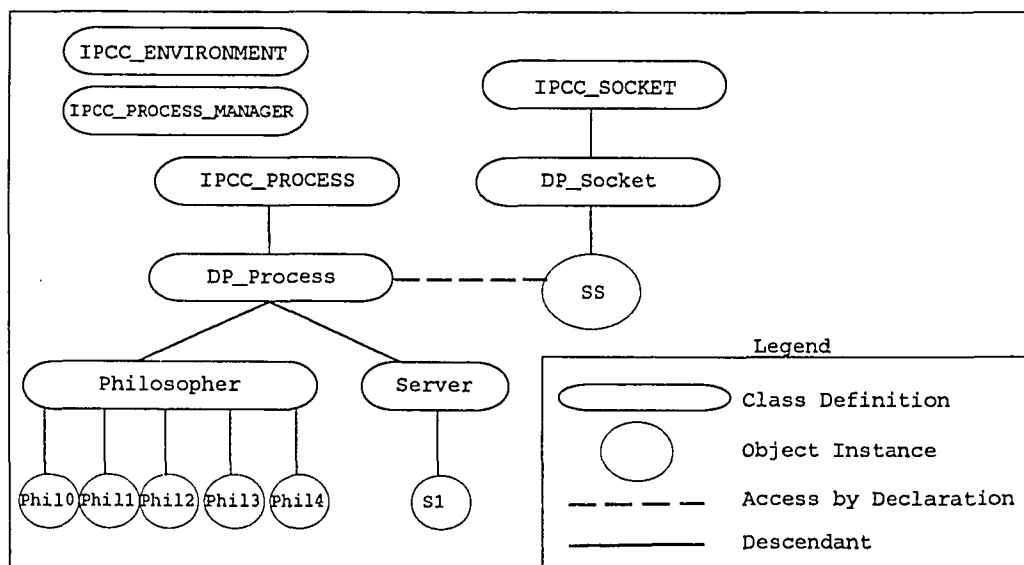 IPCC_ENVIRONMENT
IPCC_SOCKET
IPCC_PROCESS_MANAGER
IPCC_PROCESS
DP_Socket
DP_Process
SS
Legend
Philosopher
Server
Class Definition
Object Instance
Phil0
Phil1
Phil2
Phil3
Phil4
S1
Access by Declaration
Descendant